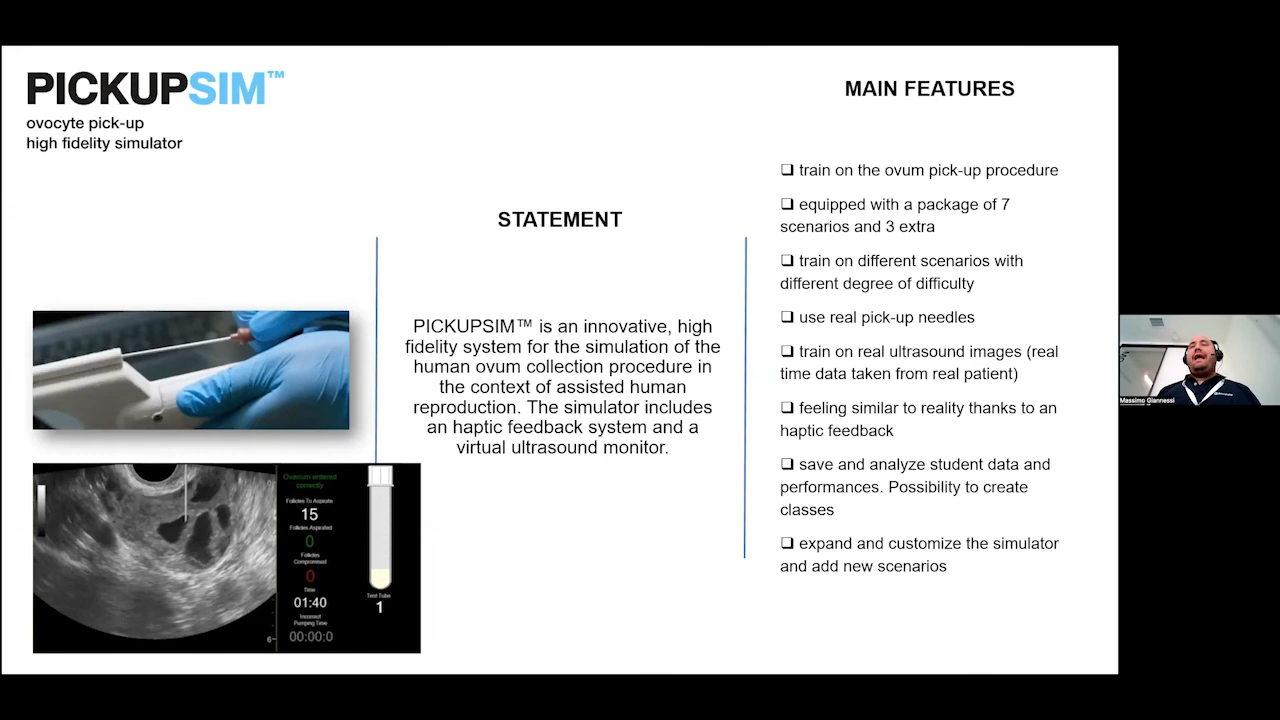 PICKUPSIM™
ovocyte pick-up
high fidelity simulator
STATEMENT
PICKUPSIM™ is an innovative, high
fidelity system for the simulation of the
human ovum collection procedure in
the context of assisted human
reproduction. The simulator includes
an haptic feedback system and a
virtual ultrasound monitor.
MAIN FEATURES
❑ train on the ovum pick-up procedure
❑ equipped with a package of 7
scenarios and 3 extra
❑ train on different scenarios with
different degree of difficulty
❑ use real pick-up needles
❑ train on real ultrasound images (real
time data taken from real patient)
❑ feeling similar to reality thanks to an
haptic feedback
❑ save and analyze student data and
performances. Possibility to create
classes
❑ expand and customize the simulator
and add new scenarios
Ovarium entered
correctly
Follicles To Aspirate
15
Follicles Aspirated
0
Follicles
Compromised
0
Time
01:40
Incorrect
Pumping Time
00:00:0
Test Tube
1
6
Massimo Giannessi